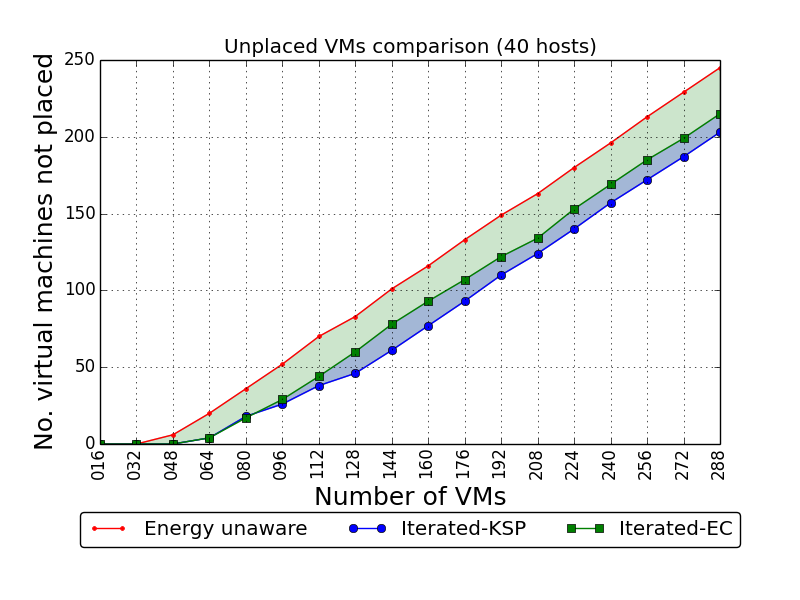 Unplaced VMs comparison (40 hosts)
No. virtual machines not placed
250
200
150
100
50
0
016 032 048 064 080 096 112 128 144 160 176 192 208 224 240 256 272 288
Number of VMs
Energy unaware Iterated-KSP Iterated-EC